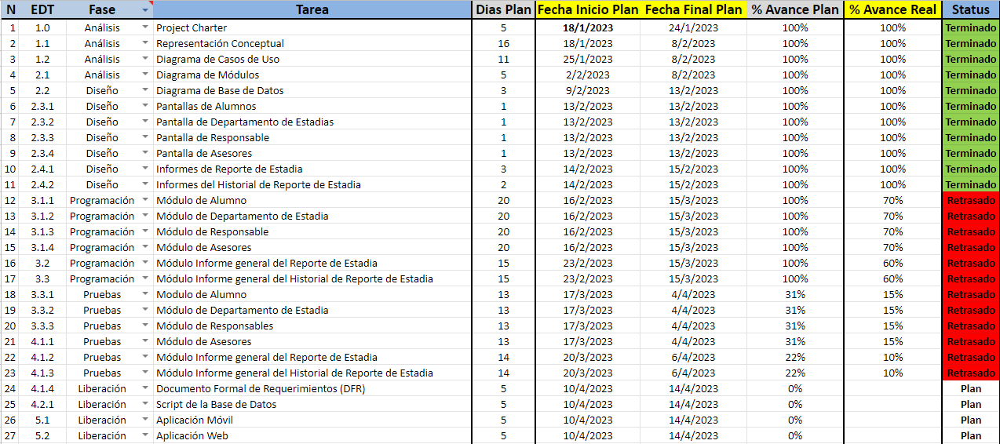 N EDT Fase Tarea Dias Plan Fecha Inicio Plan Fecha Final Plan % Avance Plan % Avance Real Status
1 1.0 Análisis Project Charter 5 18/1/2023 24/1/2023 100% 100% Terminado
2 1.1 Análisis Representación Conceptual 16 18/1/2023 8/2/2023 100% 100% Terminado
3 1.2 Análisis Diagrama de Casos de Uso 11 25/1/2023 8/2/2023 100% 100% Terminado
4 2.1 Análisis Diagrama de Módulos 5 2/2/2023 8/2/2023 100% 100% Terminado
5 2.2 Diseño Diagrama de Base de Datos 3 9/2/2023 13/2/2023 100% 100% Terminado
6 2.3.1 Diseño Pantallas de Alumnos 1 13/2/2023 13/2/2023 100% 100% Terminado
7 2.3.2 Diseño Pantalla de Departamento de Estadias 1 13/2/2023 13/2/2023 100% 100% Terminado
8 2.3.3 Diseño Pantalla de Responsable 1 13/2/2023 13/2/2023 100% 100% Terminado
9 2.3.4 Diseño Pantalla de Asesores 1 13/2/2023 13/2/2023 100% 100% Terminado
10 2.4.1 Diseño Informes de Reporte de Estadia 3 14/2/2023 15/2/2023 100% 100% Terminado
11 2.4.2 Diseño Informes del Historial de Reporte de Estadia 2 14/2/2023 15/2/2023 100% 100% Terminado
12 3.1.1 Programación Módulo de Alumno 20 16/2/2023 15/3/2023 100% 70% Retrasado
13 3.1.2 Programación Módulo de Departamento de Estadia 20 16/2/2023 15/3/2023 100% 70% Retrasado
14 3.1.3 Programación Módulo de Responsable 20 16/2/2023 15/3/2023 100% 70% Retrasado
15 3.1.4 Programación Módulo de Asesores 20 16/2/2023 15/3/2023 100% 70% Retrasado
16 3.2 Programación Módulo Informe general del Reporte de Estadia 15 23/2/2023 15/3/2023 100% 60% Retrasado
17 3.3 Programación Módulo Informe general del Historial de Reporte de Estadia 15 23/2/2023 15/3/2023 100% 60% Retrasado
18 3.3.1 Pruebas Modulo de Alumno 13 17/3/2023 4/4/2023 31% 15% Retrasado
19 3.3.2 Pruebas Módulo de Departamento de Estadia 13 17/3/2023 4/4/2023 31% 15% Retrasado
20 3.3.3 Pruebas Módulo de Responsables 13 17/3/2023 4/4/2023 31% 15% Retrasado
21 4.1.1 Pruebas Módulo de Asesores 13 17/3/2023 4/4/2023 31% 15% Retrasado
22 4.1.2 Pruebas Módulo Informe general del Reporte de Estadia 14 20/3/2023 6/4/2023 22% 10% Retrasado
23 4.1.3 Pruebas Módulo Informe general del Historial de Reporte de Estadia 14 20/3/2023 6/4/2023 22% 10% Retrasado
24 4.1.4 Liberación Documento Formal de Requerimientos (DFR) 5 10/4/2023 14/4/2023 0% Plan
25 4.2.1 Liberación Script de la Base de Datos 5 10/4/2023 14/4/2023 0% Plan
26 5.1 Liberación Aplicación Móvil 5 10/4/2023 14/4/2023 0% Plan
27 5.2 Liberación Aplicación Web 5 10/4/2023 14/4/2023 0% Plan